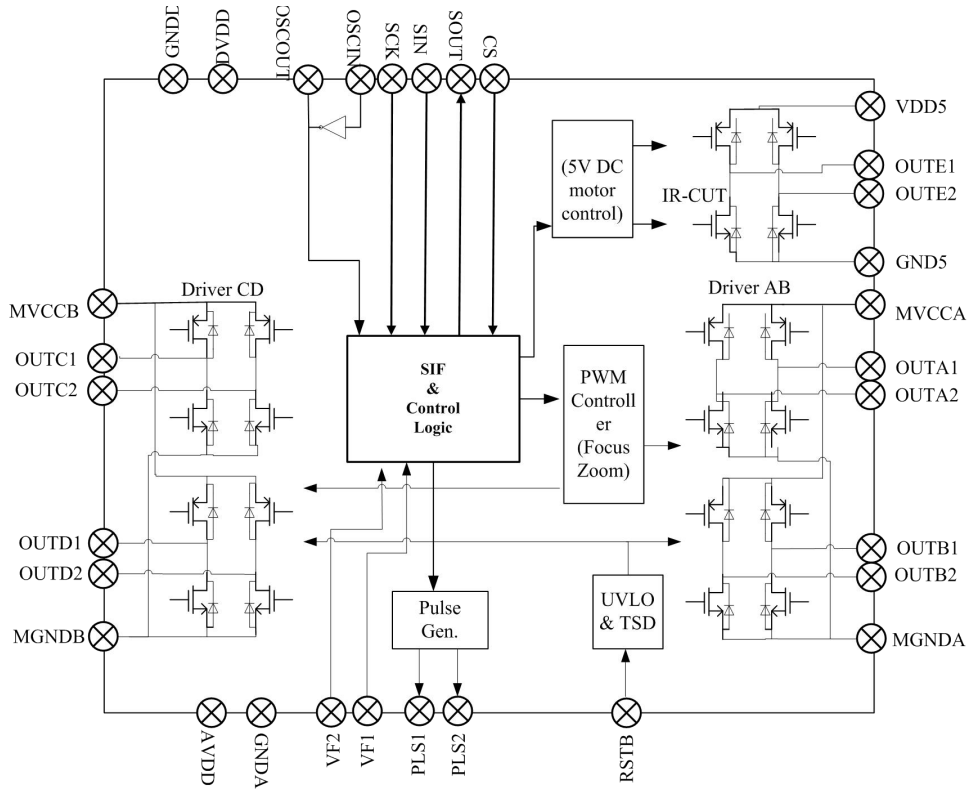 GNDD
DVDD
OSCOUT
OSCIN
SCK
SIN
SOUT
CS
VDD5
OUTE1
OUTE2
GND5
(5V DC
motor
control)
IR-CUT
Driver CD
Driver AB
MVCCB
OUTC1
OUTC2
OUTD1
OUTD2
MGNDB
MVCCA
OUTA1
OUTA2
OUTB1
OUTB2
MGNDA
SIF
&
Control
Logic
PWM
Controll
er
(Focus
Zoom)
Pulse
Gen.
UVLO
& TSD
AVDD
GNDA
VF2
VF1
PLS1
PLS2
RSTB